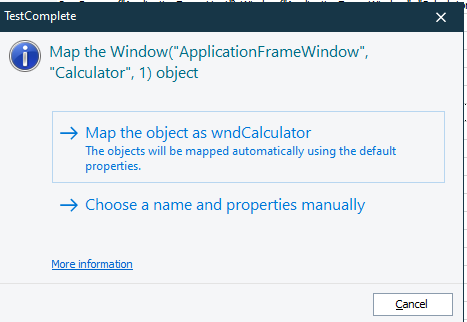 TestComplete
Map the Window("ApplicationFrameWindow",
"Calculator", 1) object
Map the object as wndCalculator
The objects will be mapped automatically using the default
properties.
Choose a name and properties manually
More information
Cancel